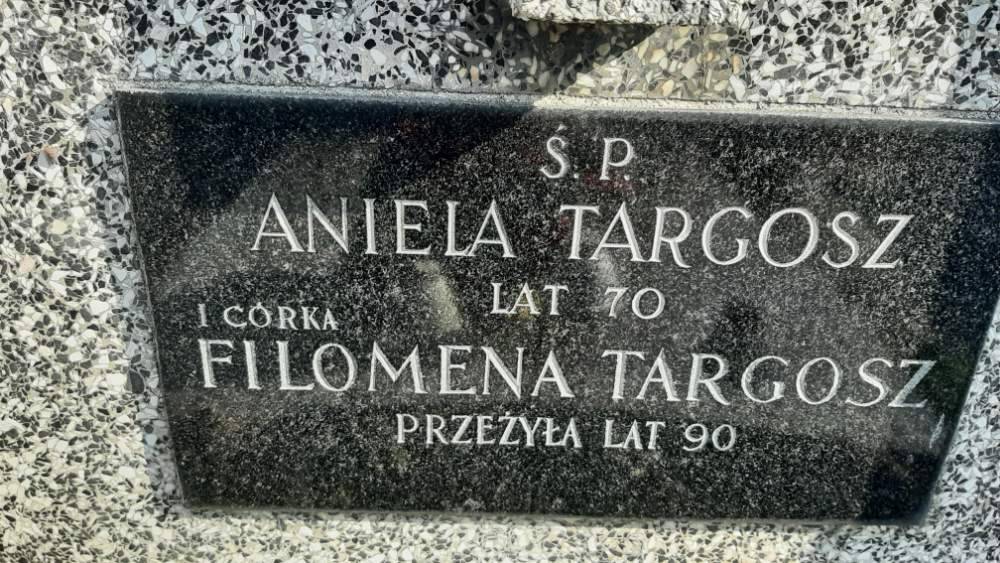 Ś. P.
ANIELA TARGOSZ
LAT 70
I CÓRKA
FILOMENA TARGOSZ
PRZEŻYŁA LAT 90